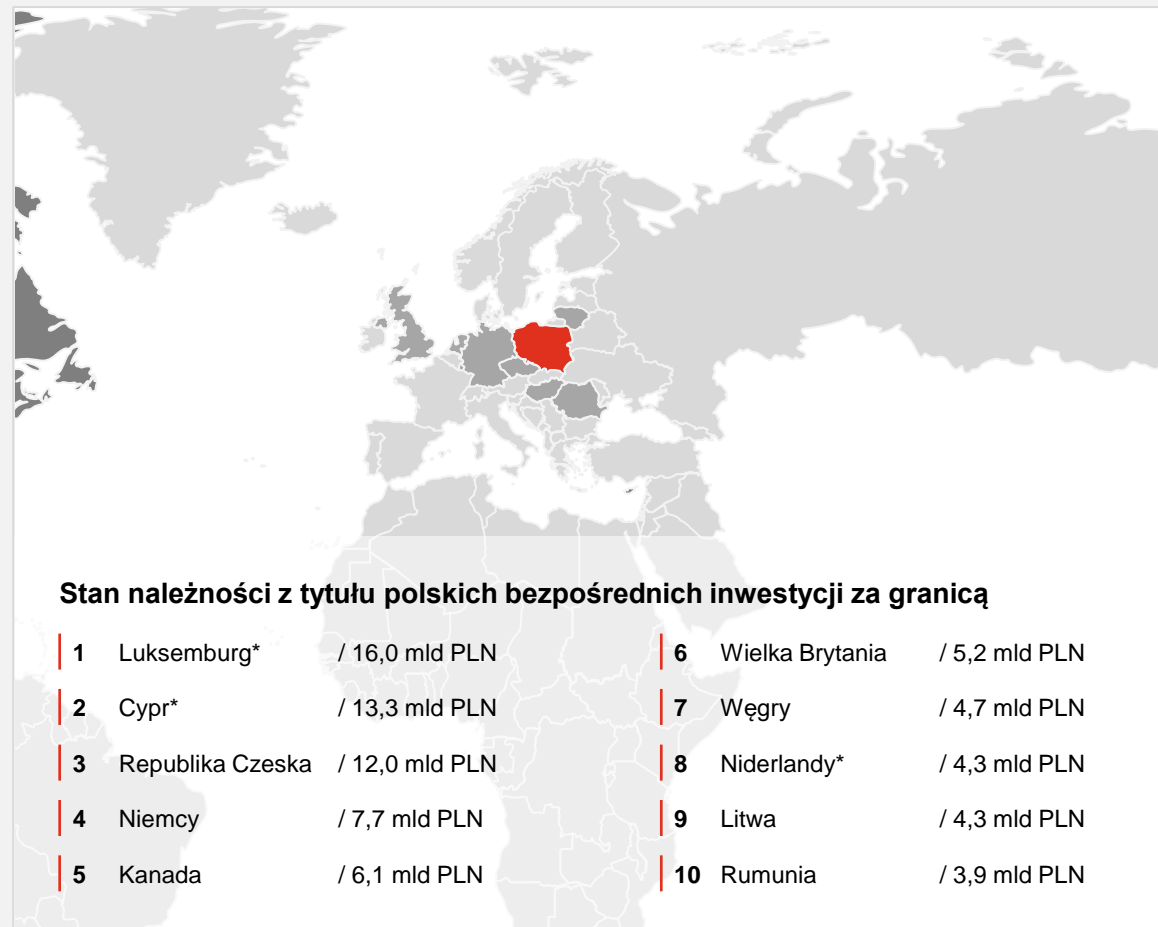 Stan należności z tytułu polskich bezpośrednich inwestycji za granicą
1 Luksemburg* / 16,0 mld PLN
2 Cypr* / 13,3 mld PLN
3 Republika Czeska / 12,0 mld PLN
4 Niemcy / 7,7 mld PLN
5 Kanada / 6,1 mld PLN
6 Wielka Brytania / 5,2 mld PLN
7 Węgry / 4,7 mld PLN
8 Niderlandy* / 4,3 mld PLN
9 Litwa / 4,3 mld PLN
10 Rumunia / 3,9 mld PLN